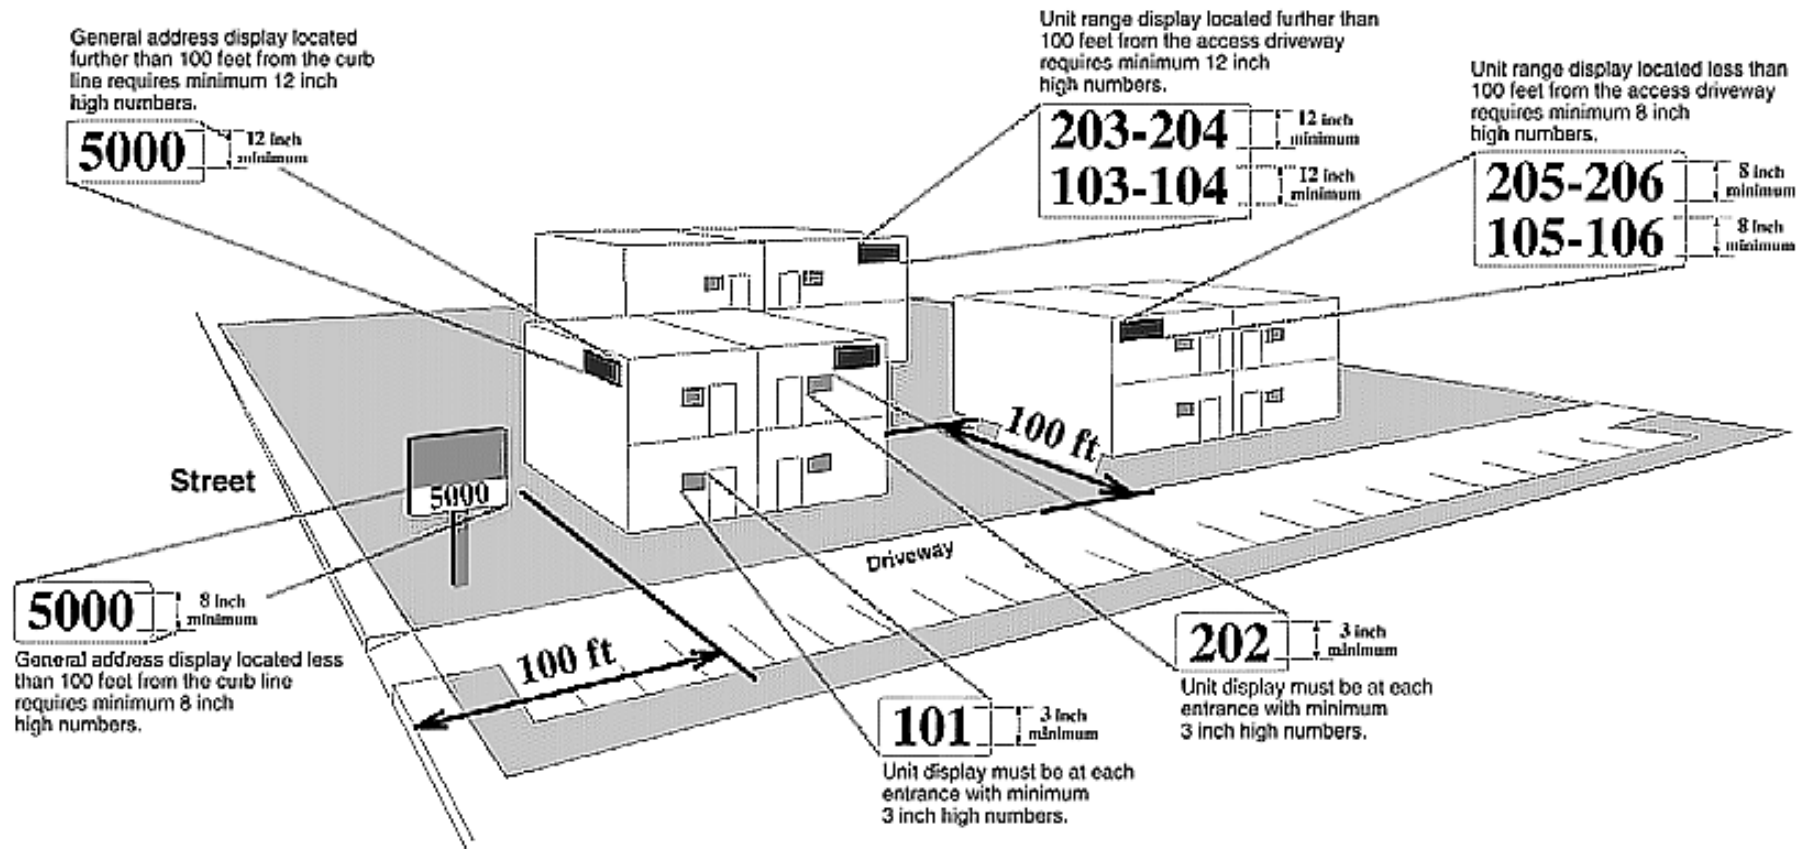 General address display located
further than 100 feet from the curb
line requires minimum 12 inch
high numbers.
5000
12 inch
minimum
Unit range display located further than
100 feet from the access driveway
requires minimum 12 inch
high numbers.
203-204
12 inch
minimum
103-104
12 inch
minimum
Unit range display located less than
100 feet from the access driveway
requires minimum 8 inch
high numbers.
205-206
8 inch
minimum
105-106
8 inch
minimum
Street
5000
100 ft
Driveway
5000
8 inch
minimum
General address display located less
than 100 feet from the curb line
requires minimum 8 inch
high numbers.
100 ft
101
3 inch
minimum
Unit display must be at each
entrance with minimum
3 inch high numbers.
202
3 inch
minimum
Unit display must be at each
entrance with minimum
3 inch high numbers.